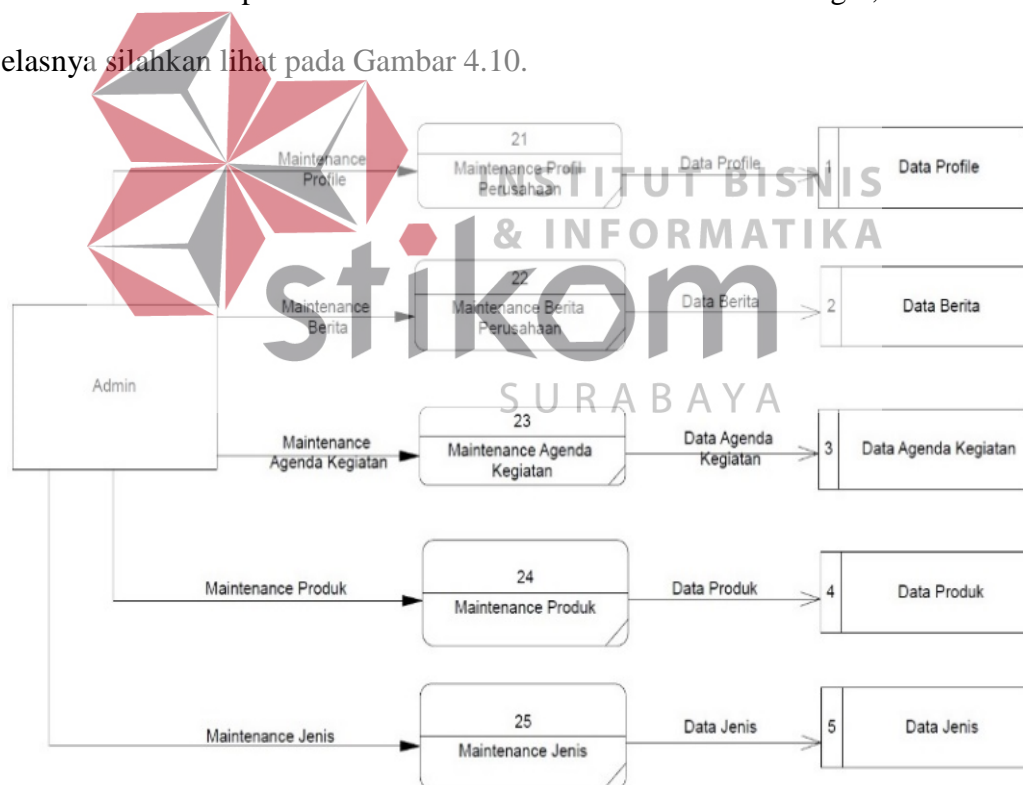 elasnya silahkan lihat pada Gambar 4.10.
21
Maintenance
Profile
Maintenance Profil
Perusahaan
Data Profile
1
Data Profile
INSTITUT BISNIS
& INFORMATIKA
stikom
SURABAYA
22
Maintenance
Berita
Maintenance Berita
Perusahaan
Data Berita
2
Data Berita
Admin
23
Maintenance
Agenda Kegiatan
Maintenance Agenda
Kegiatan
Data Agenda
Kegiatan
3
Data Agenda Kegiatan
24
Maintenance Produk
Maintenance Produk
Data Produk
4
Data Produk
25
Maintenance Jenis
Maintenance Jenis
Data Jenis
5
Data Jenis